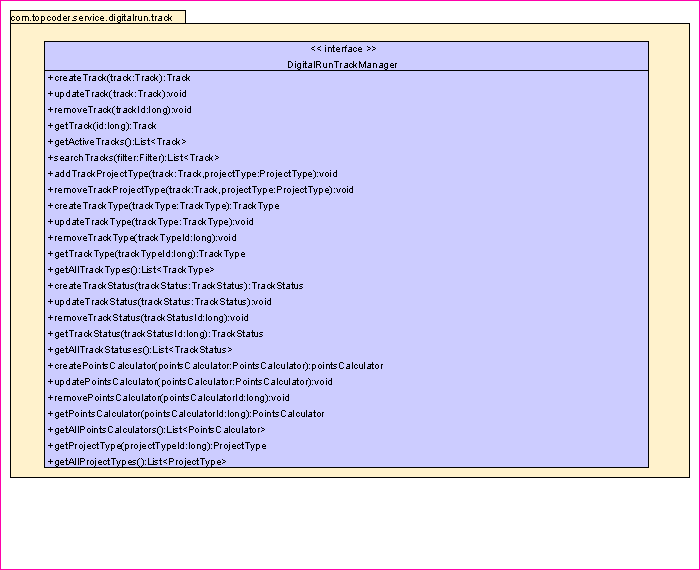 com.topcoder.service.digitalrun.track
<< interface >>
DigitalRunTrackManager
+createTrack(track:Track):Track
+updateTrack(track:Track):void
+removeTrack(trackId:long):void
+getTrack(id:long):Track
+getActiveTracks():List<Track>
+searchTracks(filter:Filter):List<Track>
+addTrackProjectType(track:Track,projectType:ProjectType):void
+removeTrackProjectType(track:Track,projectType:ProjectType):void
+createTrackType(trackType:TrackType):TrackType
+updateTrackType(trackType:TrackType):void
+removeTrackType(trackTypeId:long):void
+getTrackType(trackTypeId:long):TrackType
+getAllTrackTypes():List<TrackType>
+createTrackStatus(trackStatus:TrackStatus):TrackStatus
+updateTrackStatus(trackStatus:TrackStatus):void
+removeTrackStatus(trackStatusId:long):void
+getTrackStatus(trackStatusId:long):TrackStatus
+getAllTrackStatuses():List<TrackStatus>
+createPointsCalculator(pointsCalculator:PointsCalculator):pointsCalculator
+updatePointsCalculator(pointsCalculator:PointsCalculator):void
+removePointsCalculator(pointsCalculatorId:long):void
+getPointsCalculator(pointsCalculatorId:long):PointsCalculator
+getAllPointsCalculators():List<PointsCalculator>
+getProjectType(projectTypeId:long):ProjectType
+getAllProjectTypes():List<ProjectType>